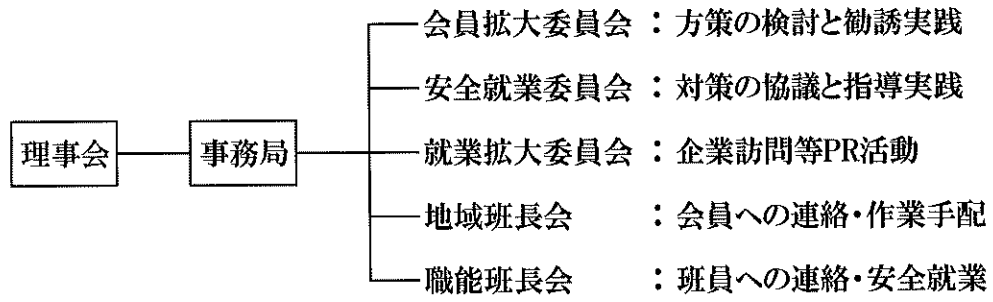 会員拡大委員会：方策の検討と勧誘実践
安全就業委員会：対策の協議と指導実践
理事会 事務局 就業拡大委員会：企業訪問等PR活動
地域班長会：会員への連絡・作業手配
職能班長会：班員への連絡・安全就業